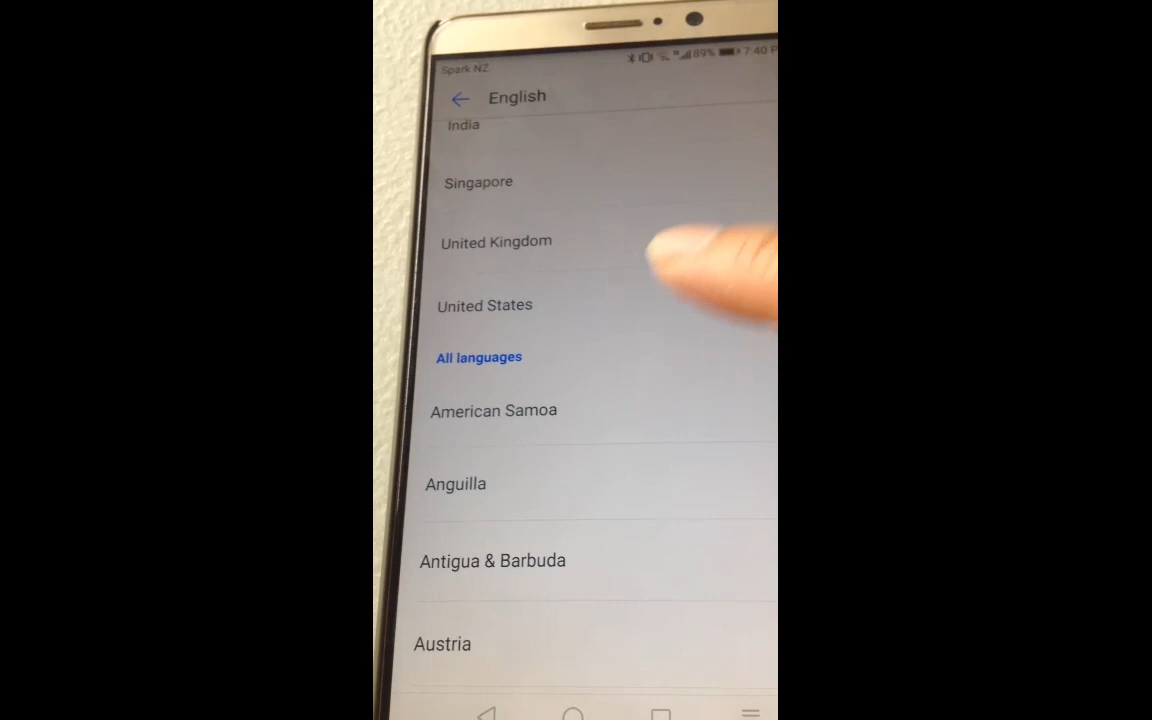 Spark NZ 89% 7:40 P
English
India
Singapore
United Kingdom
United States
All languages
American Samoa
Anguilla
Antigua & Barbuda
Austria